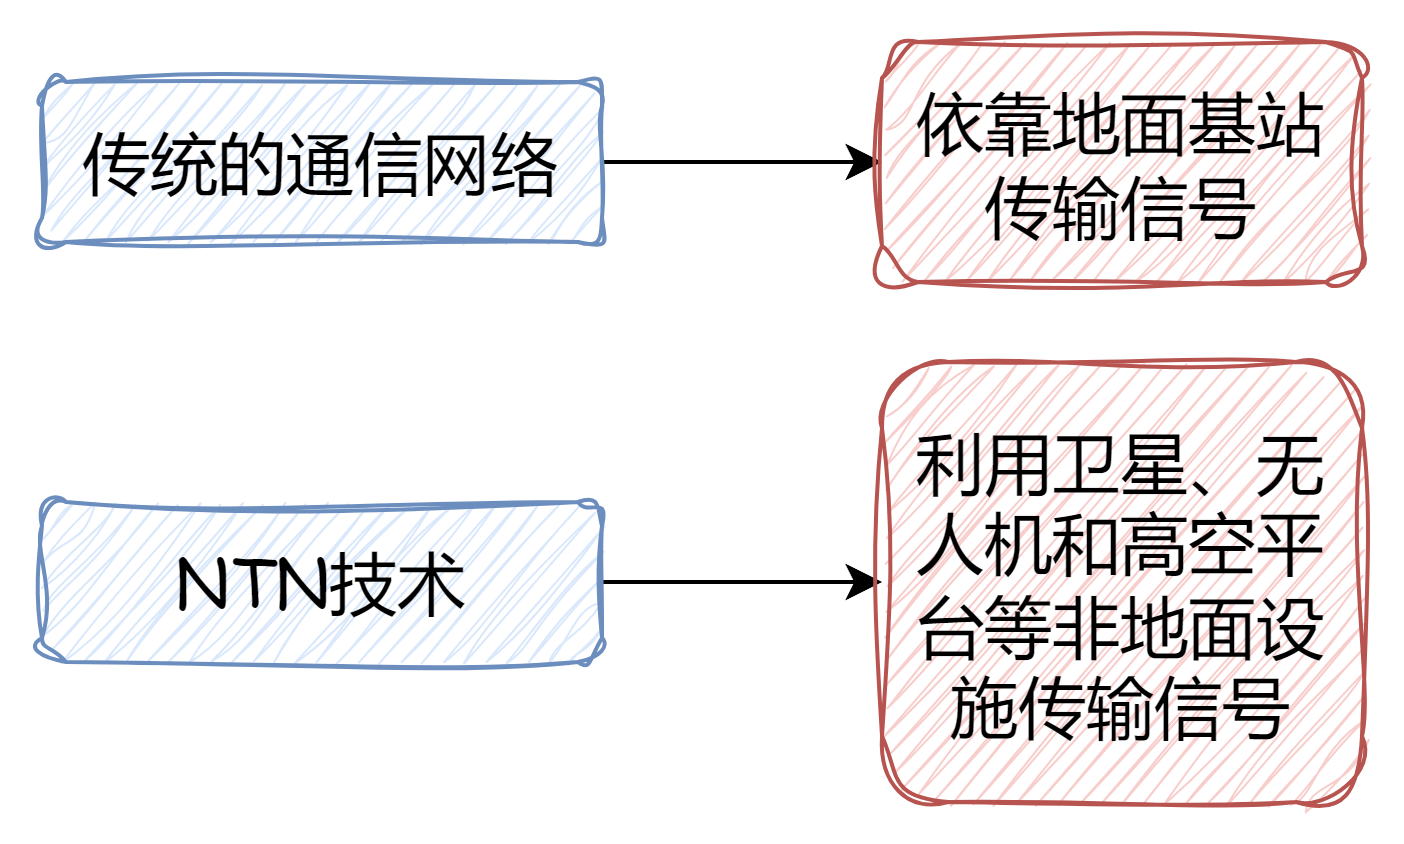 传统的通信网络
依靠地面基站
传输信号
NTN技术
利用卫星、无
人机和高空平
台等非地面设
施传输信号